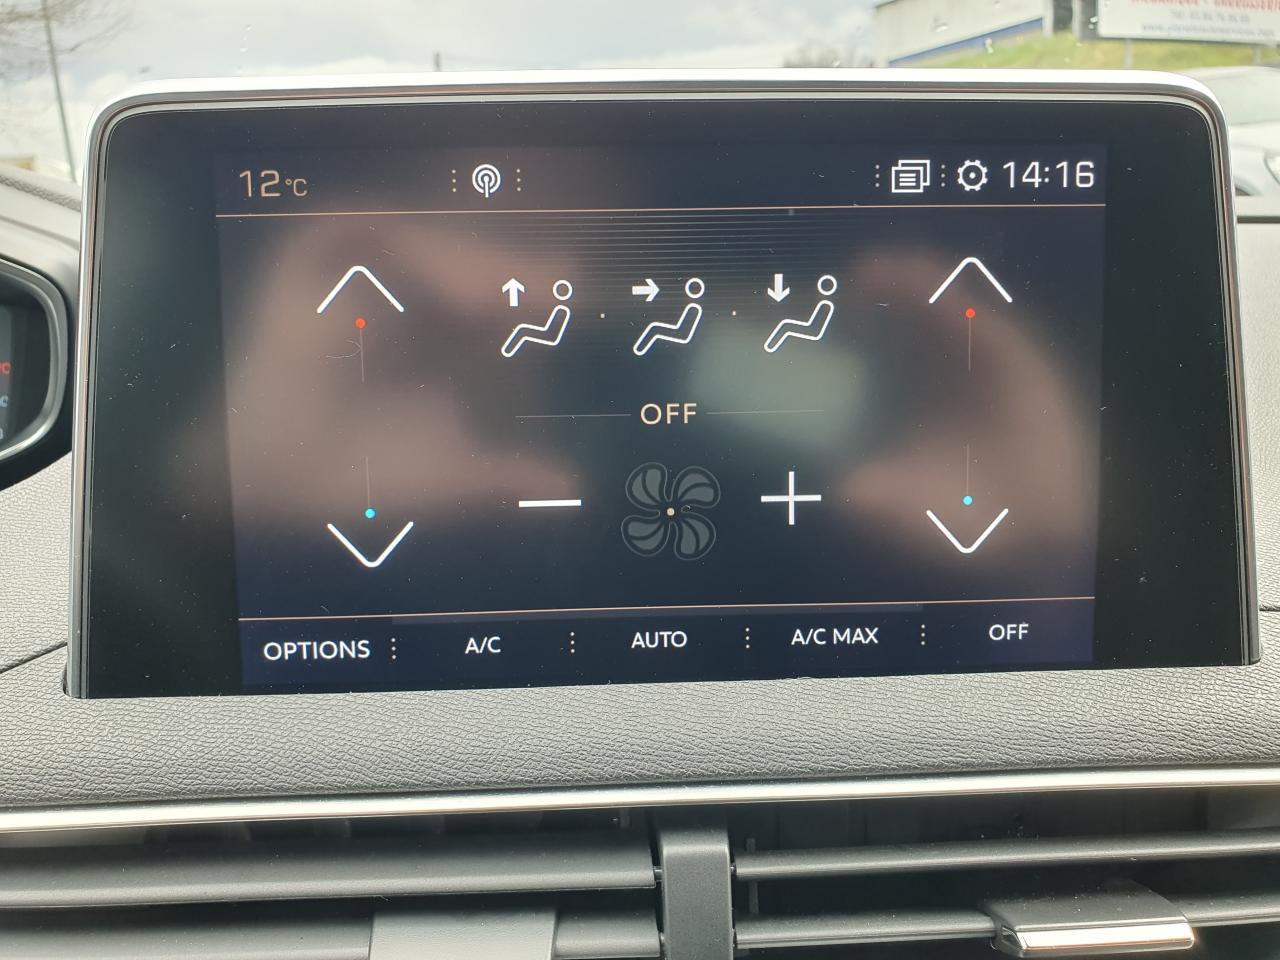 12°C
14:16
OFF
OPTIONS
A/C
AUTO
A/C MAX
OFF